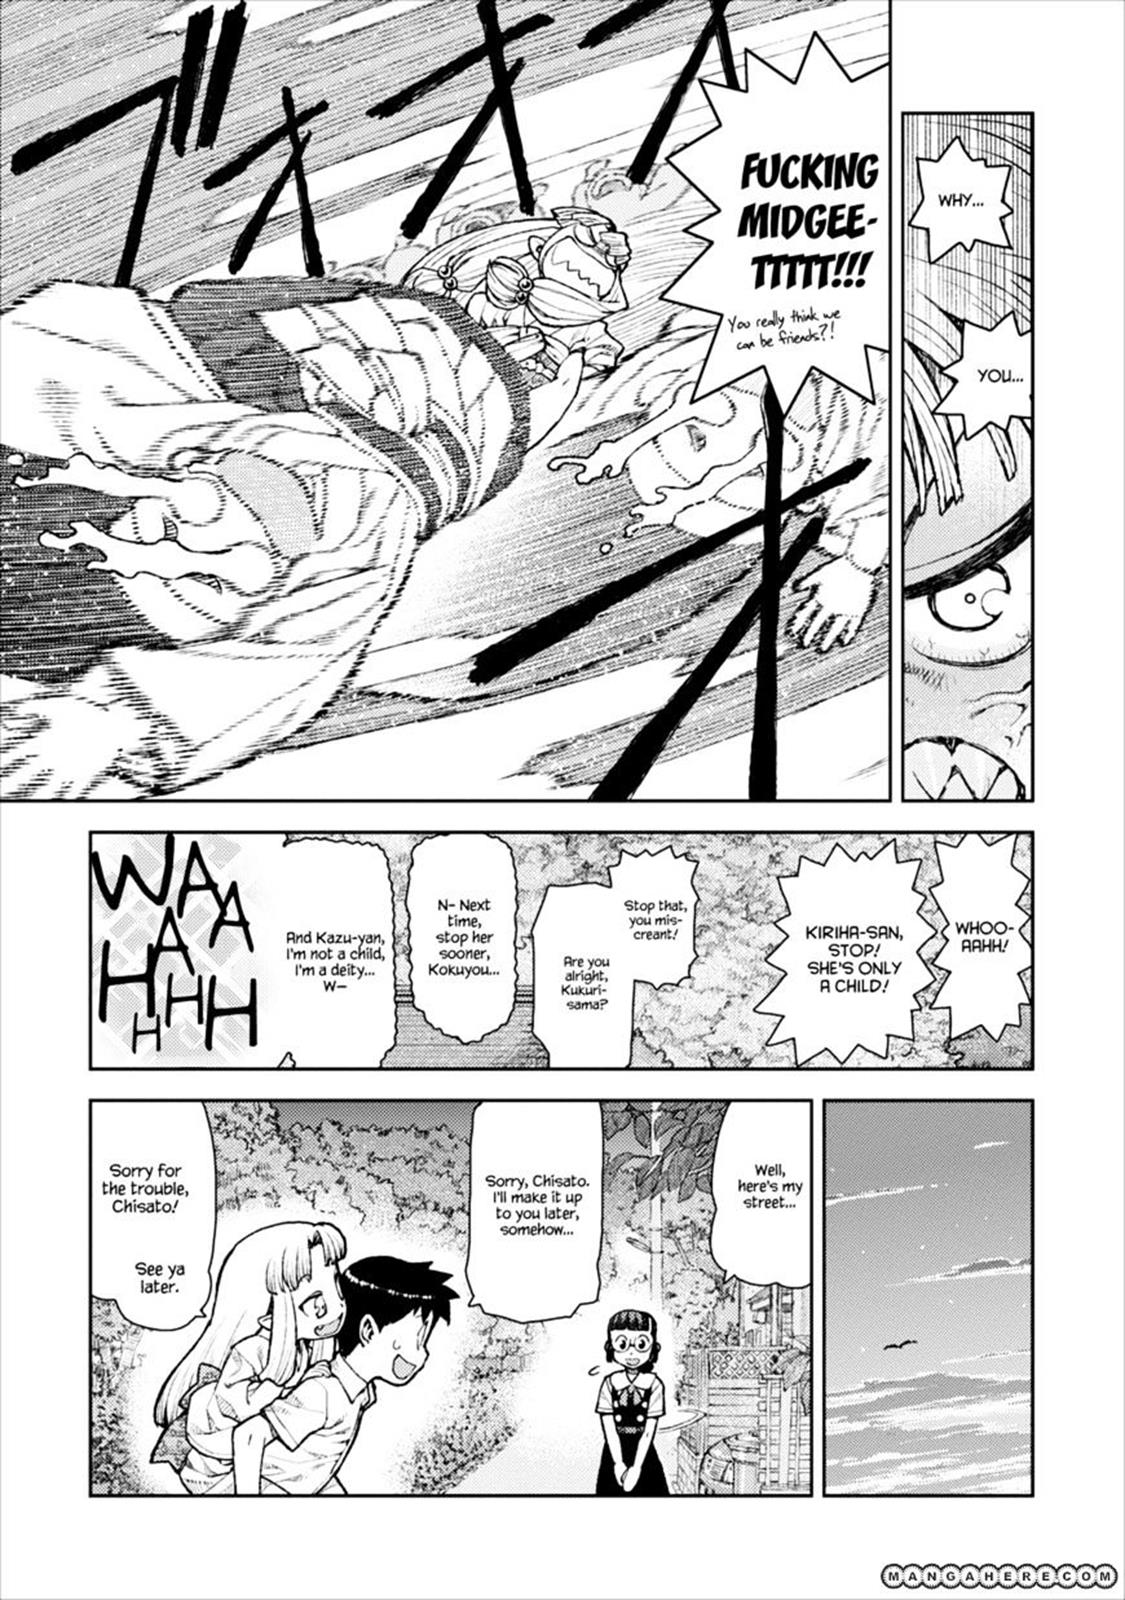 WHY...
YOU...
FUCKING
MIDGEE-
TTTTT!!!
You really think we
can be friends?!
ブオオオオ
WHOO-
AAHH!
KIRIHA-SAN,
STOP!
SHE'S ONLY
A CHILD!
Stop that,
you mis-
creant!
Are you
alright,
Kukuri-
sama?
N- Next
time,
stop her
sooner,
Kokuyou...
And Kazu-yan,
I'm not a child,
I'm a deity...
W—
WAAAHHHH
Well,
here's my
street...
Sorry, Chisato.
I'll make it up
to you later,
somehow...
Sorry for
the trouble,
Chisato!
See ya
later.
MANGAHERE.COM